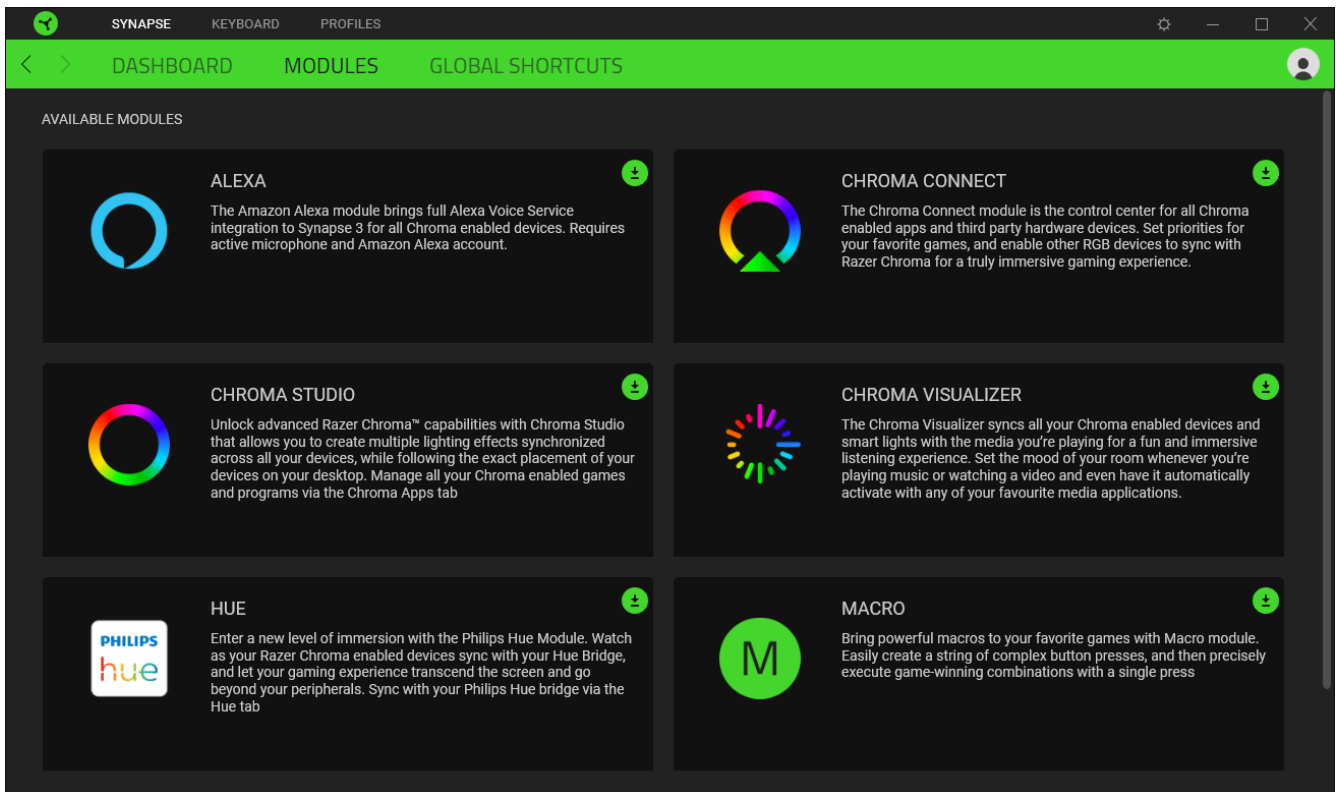 SYNAPSE KEYBOARD PROFILES
DASHBOARD MODULES GLOBAL SHORTCUTS
AVAILABLE MODULES
ALEXA
The Amazon Alexa module brings full Alexa Voice Service
integration to Synapse 3 for all Chroma enabled devices. Requires
active microphone and Amazon Alexa account.
CHROMA CONNECT
The Chroma Connect module is the control center for all Chroma
enabled apps and third party hardware devices. Set priorities for
your favorite games, and enable other RGB devices to sync with
Razer Chroma for a truly immersive gaming experience.
CHROMA STUDIO
Unlock advanced Razer Chroma™ capabilities with Chroma Studio
that allows you to create multiple lighting effects synchronized
across all your devices, while following the exact placement of your
devices on your desktop. Manage all your Chroma enabled games
and programs via the Chroma Apps tab
CHROMA VISUALIZER
The Chroma Visualizer syncs all your Chroma enabled devices and
smart lights with the media you're playing for a fun and immersive
listening experience. Set the mood of your room whenever you're
playing music or watching a video and even have it automatically
activate with any of your favourite media applications.
PHILIPS
hue
HUE
Enter a new level of immersion with the Philips Hue Module. Watch
as your Razer Chroma enabled devices sync with your Hue Bridge,
and let your gaming experience transcend the screen and go
beyond your peripherals. Sync with your Philips Hue bridge via the
Hue tab
M
MACRO
Bring powerful macros to your favorite games with Macro module.
Easily create a string of complex button presses, and then precisely
execute game-winning combinations with a single press